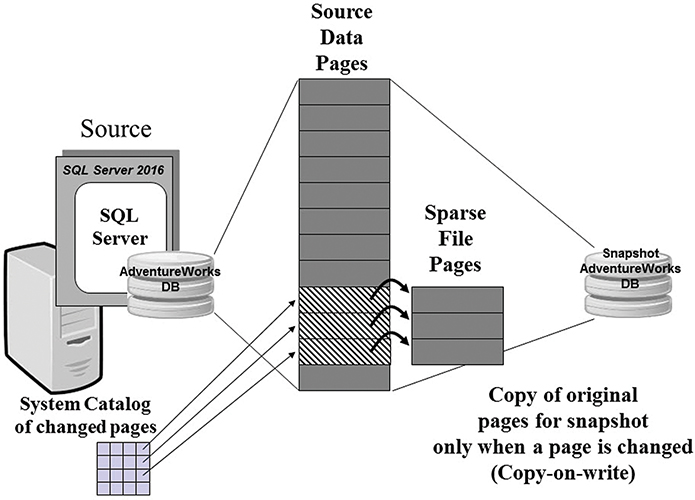 Source
Data
Pages
Source
SQL Server 2016
SQL
Server
AdventureWorks
DB
Sparse
File
Pages
Snapshot
AdventureWorks
DB
System Catalog
of changed pages
Copy of original
pages for snapshot
only when a page is changed
(Copy-on-write)